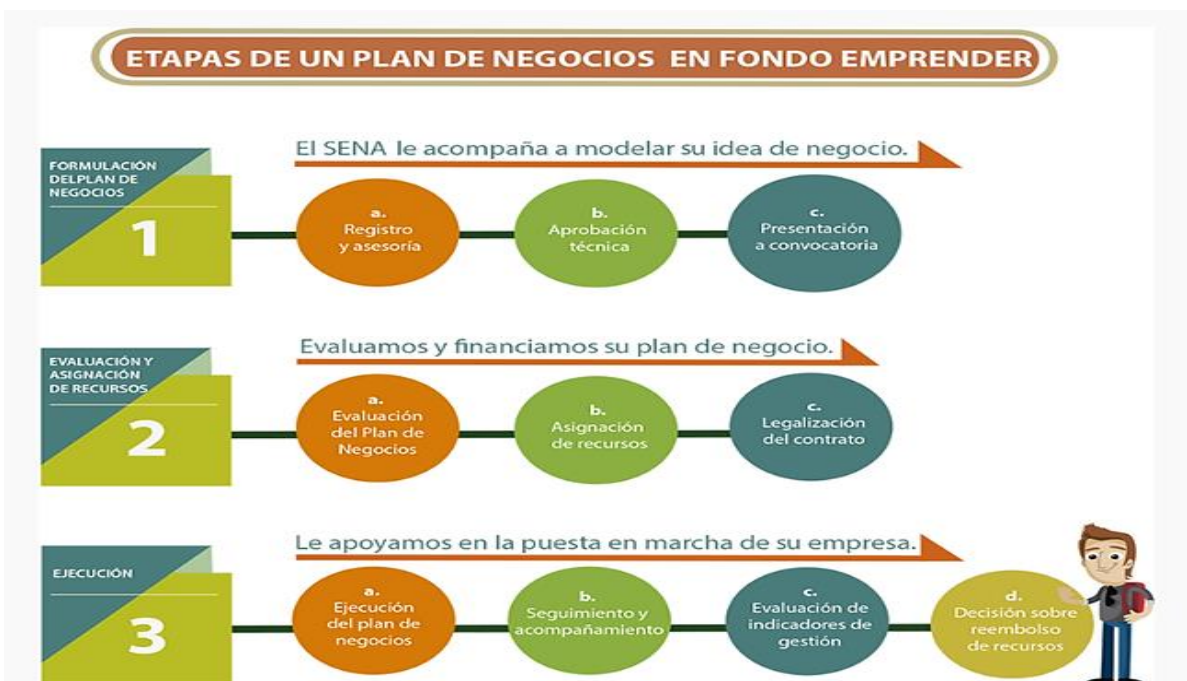 ETAPAS DE UN PLAN DE NEGOCIOS EN FONDO EMPRENDER
FORMULACIÓN
DELPLAN DE
NEGOCIOS
1
El SENA le acompaña a modelar su idea de negocio.
a.
Registro
y asesoría
b.
Aprobación
técnica
c.
Presentación
a convocatoria
EVALUACIÓN Y
ASIGNACIÓN
DE RECURSOS
2
Evaluamos y financiamos su plan de negocio.
a.
Evaluación
del Plan de
Negocios
b.
Asignación
de recursos
c.
Legalización
del contrato
EJECUCIÓN
3
Le apoyamos en la puesta en marcha de su empresa.
a.
Ejecución
del plan de
negocios
b.
Seguimiento y
acompañamiento
c.
Evaluación de
indicadores de
gestión
d.
Decisión sobre
reembolso
de recursos